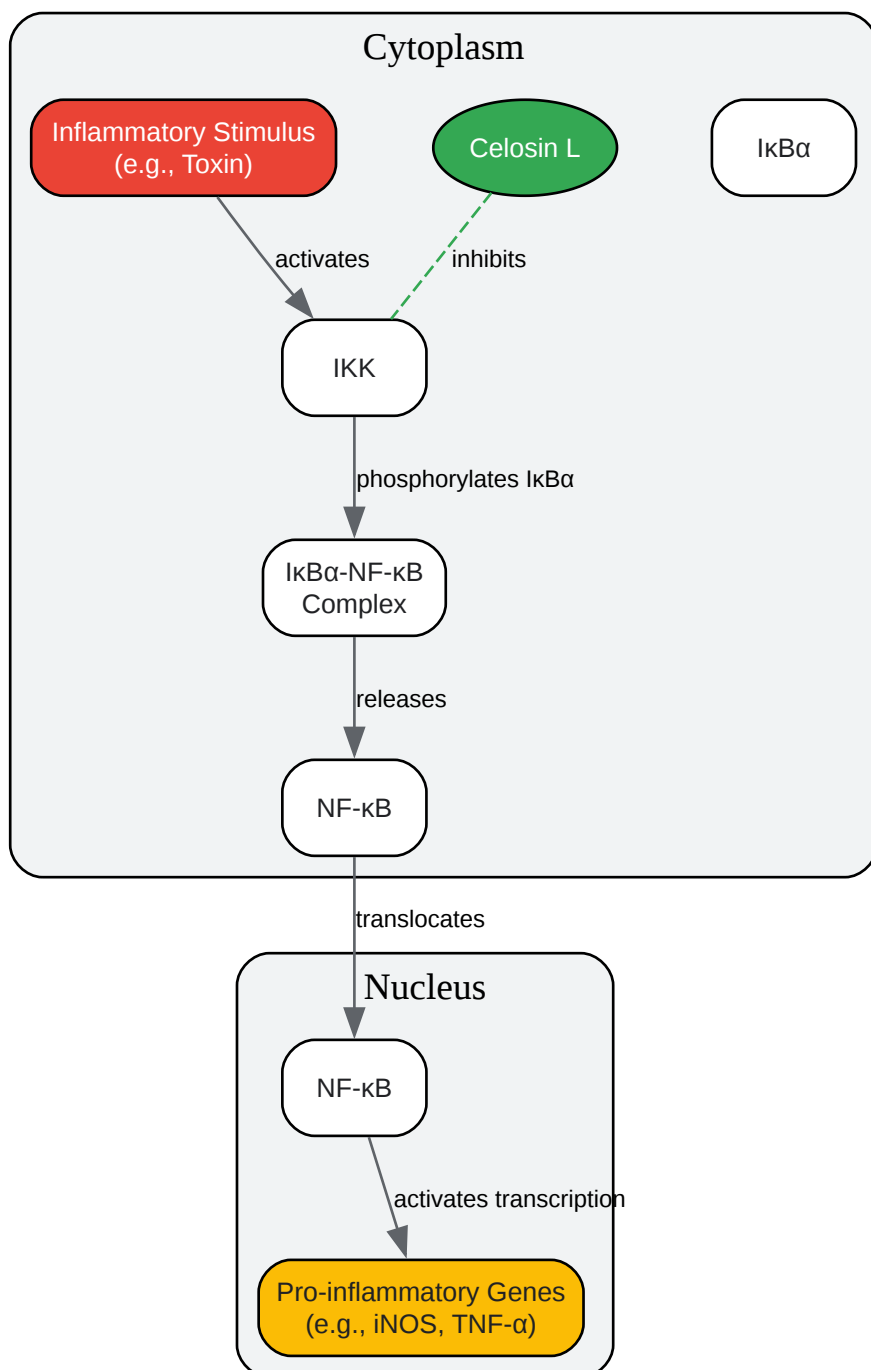 Cytoplasm
Inflammatory Stimulus
(e.g., Toxin)
Celosin L
IκBα
activates
inhibits
IKK
phosphorylates IκBα
IκBα-NF-κB
Complex
releases
NF-κB
translocates
Nucleus
NF-κB
activates transcription
Pro-inflammatory Genes
(e.g., iNOS, TNF-α)